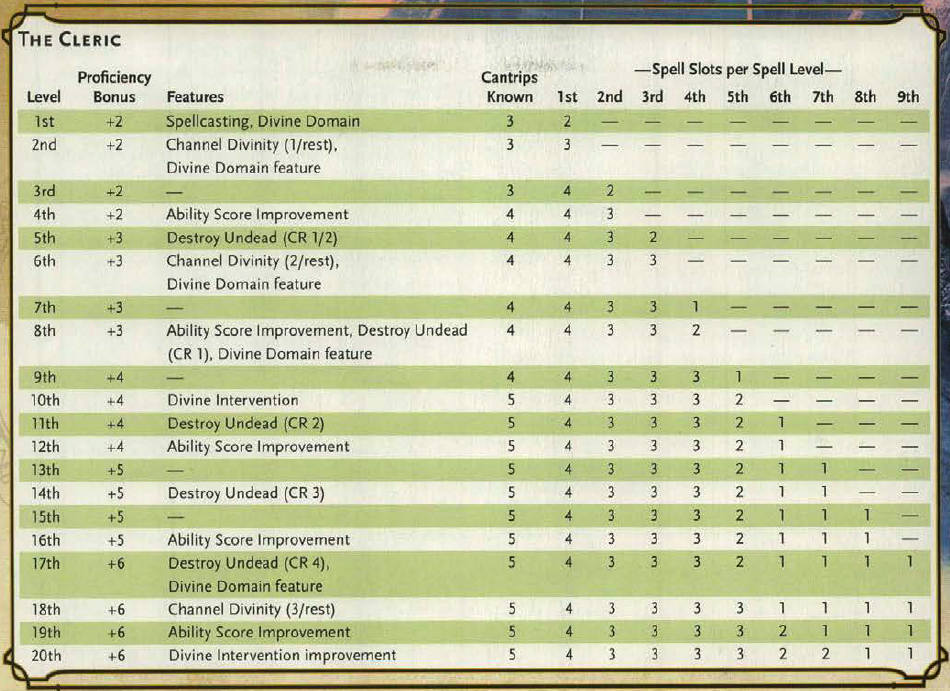 THE CLERIC
—Spell Slots per Spell Level—
Proficiency Cantrips
Level Bonus Features Known 1st 2nd 3rd 4th 5th 6th 7th 8th 9th
1st +2 Spellcasting, Divine Domain 3 2 — — — — — — — —
2nd +2 Channel Divinity (1/rest), 3 3 — — — — — — — —
Divine Domain feature
3rd +2 — 3 4 2 — — — — — — —
4th +2 Ability Score Improvement 4 4 3 — — — — — — —
5th +3 Destroy Undead (CR 1/2) 4 4 3 2 — — — — — —
6th +3 Channel Divinity (2/rest), 4 4 3 3 — — — — — —
Divine Domain feature
7th +3 — 4 4 3 3 1 — — — — —
8th +3 Ability Score Improvement, Destroy Undead 4 4 3 3 2 — — — — —
(CR 1), Divine Domain feature
9th +4 — 4 4 3 3 3 1 — — — —
10th +4 Divine Intervention 5 4 3 3 3 2 — — — —
11th +4 Destroy Undead (CR 2) 5 4 3 3 3 2 1 — — —
12th +4 Ability Score Improvement 5 4 3 3 3 2 1 — — —
13th +5 — 5 4 3 3 3 2 1 1 — —
14th +5 Destroy Undead (CR 3) 5 4 3 3 3 2 1 1 — —
15th +5 — 5 4 3 3 3 2 1 1 1 —
16th +5 Ability Score Improvement 5 4 3 3 3 2 1 1 1 —
17th +6 Destroy Undead (CR 4), 5 4 3 3 3 2 1 1 1 1
Divine Domain feature
18th +6 Channel Divinity (3/rest) 5 4 3 3 3 3 1 1 1 1
19th +6 Ability Score Improvement 5 4 3 3 3 3 2 1 1 1
20th +6 Divine Intervention improvement 5 4 3 3 3 3 2 2 1 1